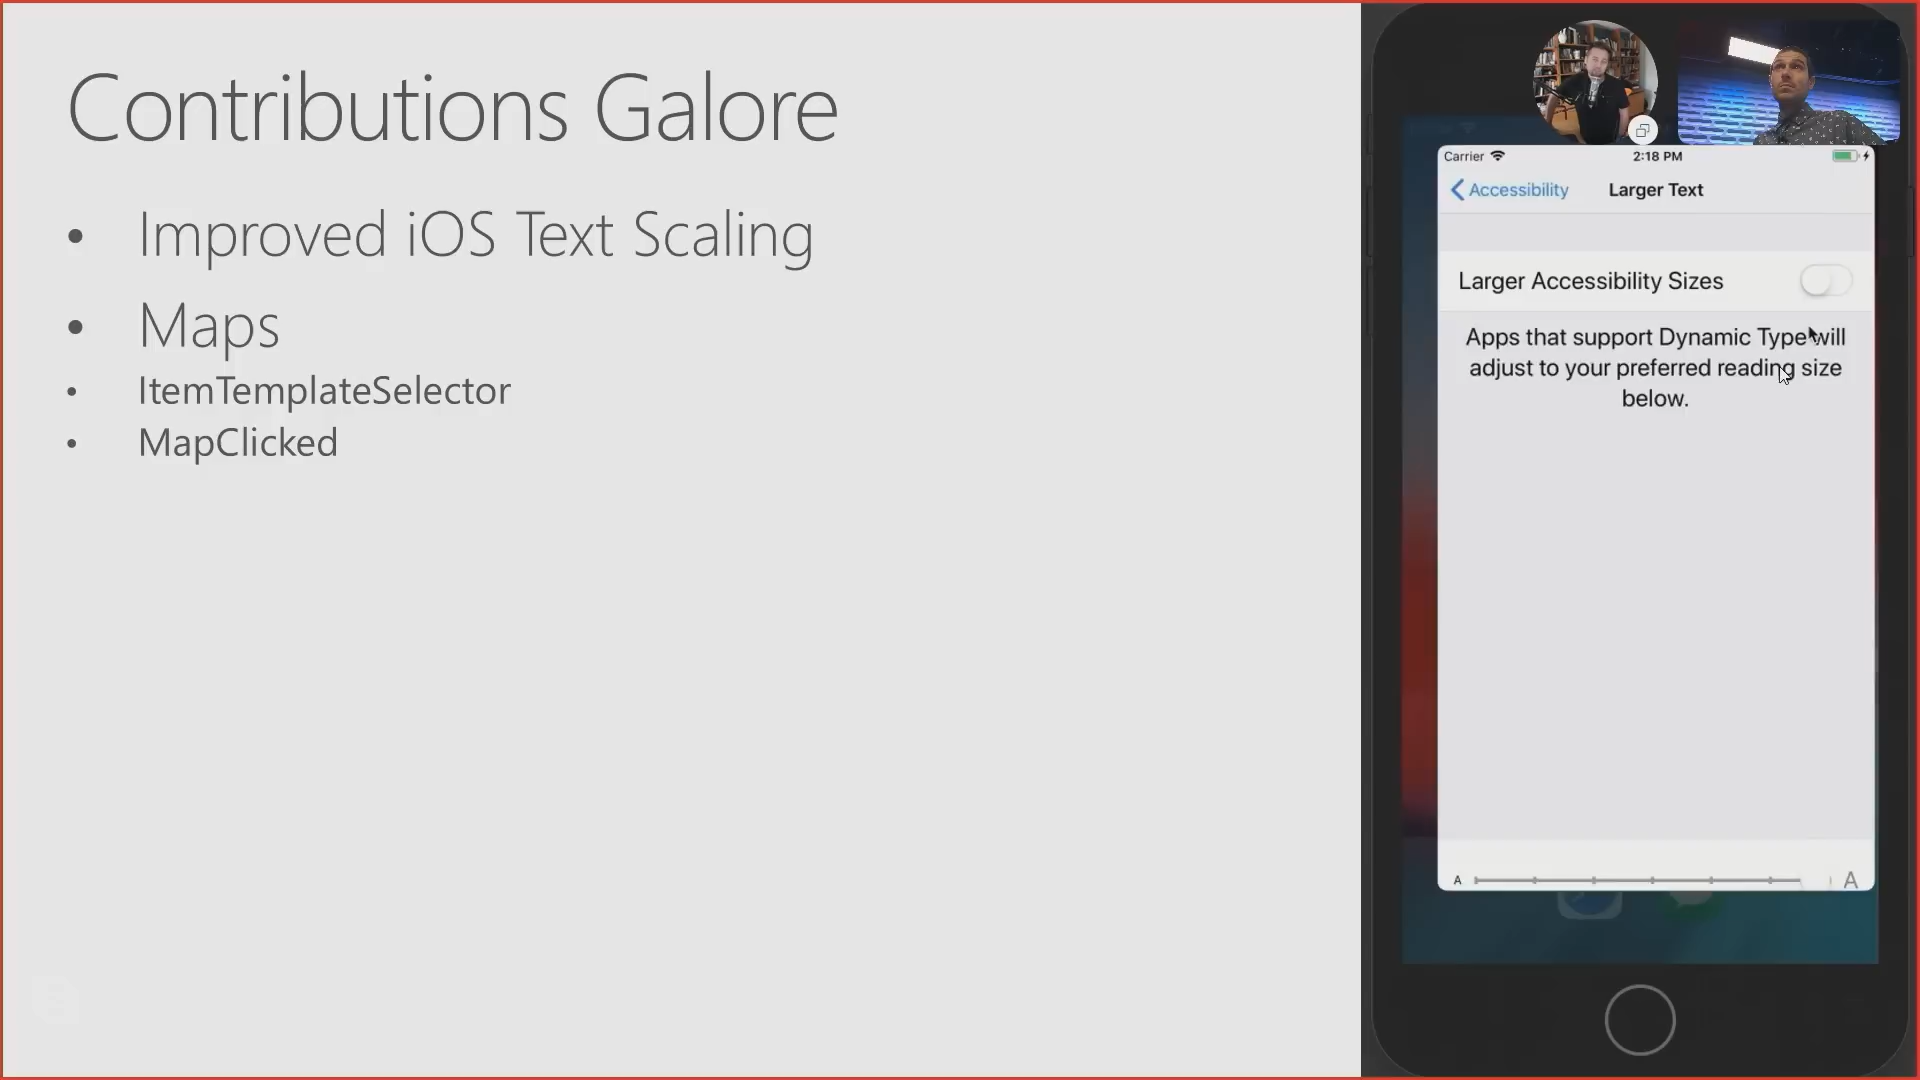 Contributions Galore
• Improved iOS Text Scaling
• Maps
• ItemTemplateSelector
• MapClicked
Carrier 2:18 PM
Accessibility Larger Text
Larger Accessibility Sizes
Apps that support Dynamic Type will
adjust to your preferred reading size
below.
A A